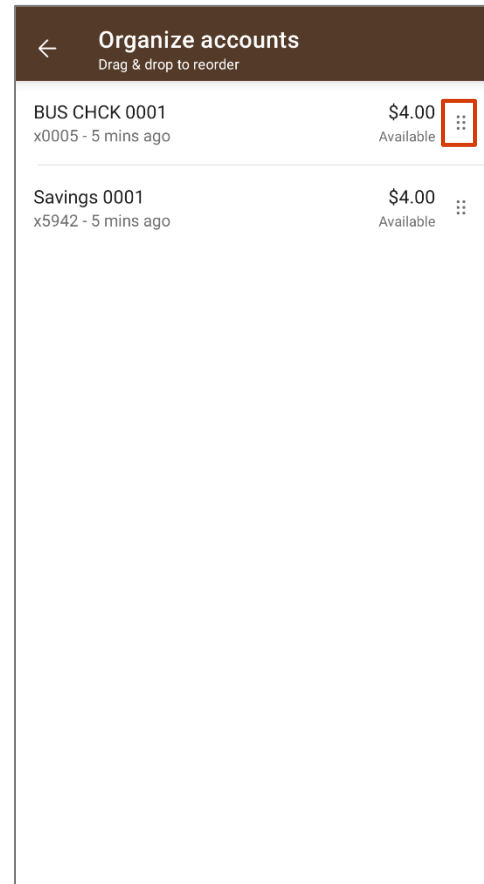 Organize accounts
Drag & drop to reorder
BUS CHCK 0001
$4.00
x0005 - 5 mins ago
Available
Savings 0001
$4.00
x5942 - 5 mins ago
Available